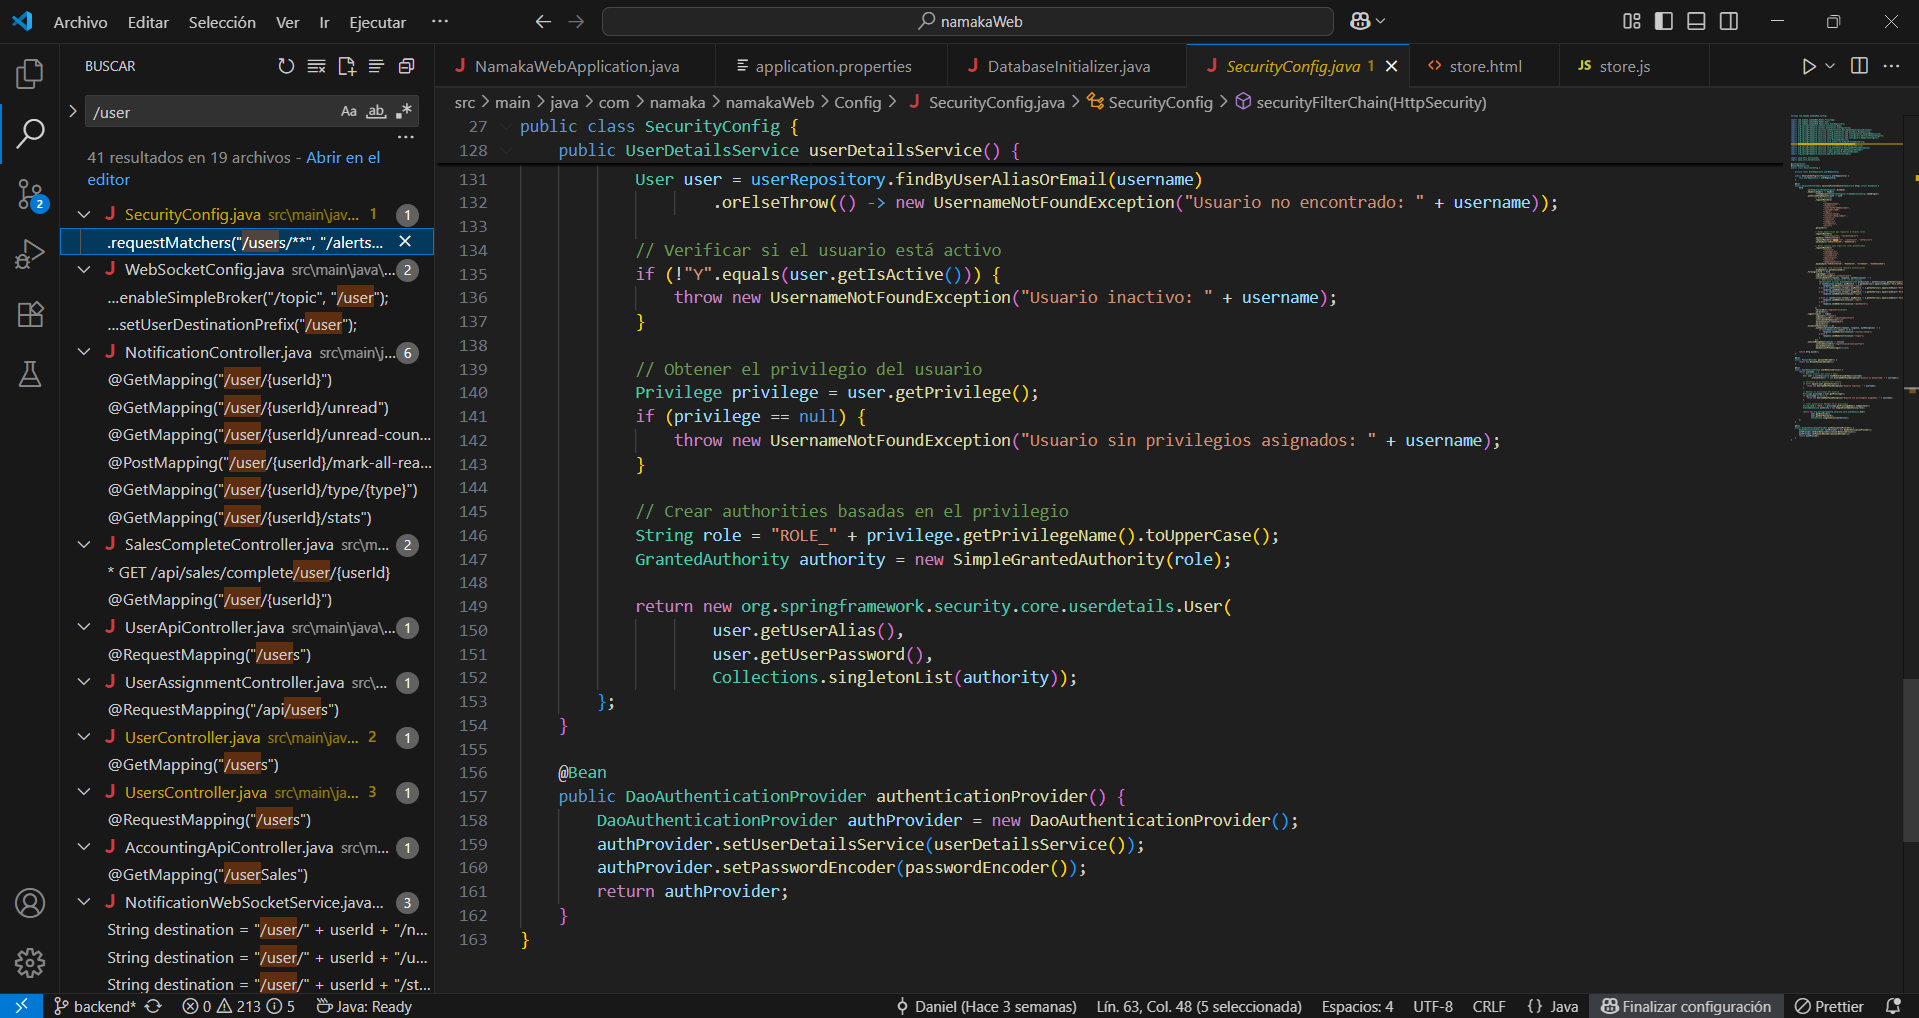 Archivo Editar Selección Ver Ir Ejecutar ··· namakaWeb
BUSCAR
/user Aa ab .*
41 resultados en 19 archivos - Abrir en el
editor
SecurityConfig.java src\main\jav... 1 1
.requestMatchers("/users/**", "/alerts...
WebSocketConfig.java src\main\java\... 2
...enableSimpleBroker("/topic", "/user");
...setUserDestinationPrefix("/user");
NotificationController.java src\main\j... 6
@GetMapping("/user/{userId}")
@GetMapping("/user/{userId}/unread")
@GetMapping("/user/{userId}/unread-coun...
@PostMapping("/user/{userId}/mark-all-rea...
@GetMapping("/user/{userId}/type/{type}")
@GetMapping("/user/{userId}/stats")
SalesCompleteController.java src\m... 2
* GET /api/sales/complete/user/{userId}
@GetMapping("/user/{userId}")
UserApiController.java src\main\java\... 1
@RequestMapping("/users")
UserAssignmentController.java src\... 1
@RequestMapping("/api/users")
UserController.java src\main\jav... 2 1
@GetMapping("/users")
UsersController.java src\main\ja... 3 1
@RequestMapping("/users")
AccountingApiController.java src\m... 1
@GetMapping("/userSales")
NotificationWebSocketService.java... 3
String destination = "/user/" + userId + "/n...
String destination = "/user/" + userId + "/u...
String destination = "/user/" + userId + "/st...
NamakaWebApplication.java application.properties DatabaseInitializer.java SecurityConfig.java 1 store.html JS store.js
src > main > java > com > namaka > namakaWeb > Config > SecurityConfig.java > SecurityConfig > securityFilterChain(HttpSecurity)
27 public class SecurityConfig {
128 public UserDetailsService userDetailsService() {
131 User user = userRepository.findByUserAliasOrEmail(username)
132 .orElseThrow(() -> new UsernameNotFoundException("Usuario no encontrado: " + username));
133
134 // Verificar si el usuario está activo
135 if (!"Y".equals(user.getIsActive())) {
136 throw new UsernameNotFoundException("Usuario inactivo: " + username);
137 }
138
139 // Obtener el privilegio del usuario
140 Privilege privilege = user.getPrivilege();
141 if (privilege == null) {
142 throw new UsernameNotFoundException("Usuario sin privilegios asignados: " + username);
143 }
144
145 // Crear authorities basadas en el privilegio
146 String role = "ROLE_" + privilege.getPrivilegeName().toUpperCase();
147 GrantedAuthority authority = new SimpleGrantedAuthority(role);
148
149 return new org.springframework.security.core.userdetails.User(
150 user.getUserAlias(),
151 user.getUserPassword(),
152 Collections.singletonList(authority));
153 };
154 }
155
156 @Bean
157 public DaoAuthenticationProvider authenticationProvider() {
158 DaoAuthenticationProvider authProvider = new DaoAuthenticationProvider();
159 authProvider.setUserDetailsService(userDetailsService());
160 authProvider.setPasswordEncoder(passwordEncoder());
161 return authProvider;
162 }
163 }
2
backend* 0 213 5 Java: Ready Daniel (Hace 3 semanas) Lín. 63, Col. 48 (5 seleccionada) Espacios: 4 UTF-8 CRLF {} Java Finalizar configuración Prettier